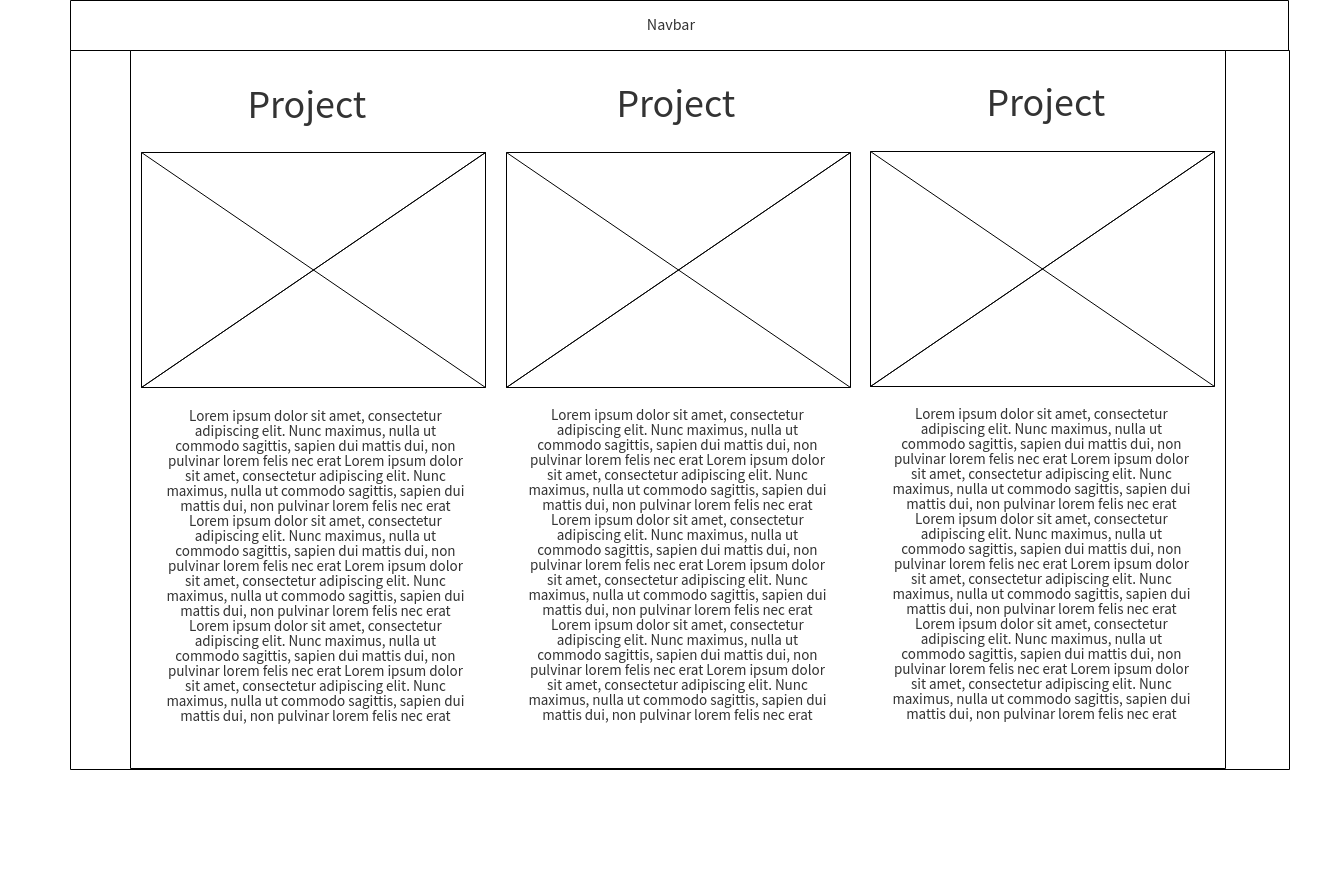 Navbar
Project
Project
Project
Lorem ipsum dolor sit amet, consectetur
adipiscing elit. Nunc maximus, nulla ut
commodo sagittis, sapien dui mattis dui, non
pulvinar lorem felis nec erat Lorem ipsum dolor
sit amet, consectetur adipiscing elit. Nunc
maximus, nulla ut commodo sagittis, sapien dui
mattis dui, non pulvinar lorem felis nec erat
Lorem ipsum dolor sit amet, consectetur
adipiscing elit. Nunc maximus, nulla ut
commodo sagittis, sapien dui mattis dui, non
pulvinar lorem felis nec erat Lorem ipsum dolor
sit amet, consectetur adipiscing elit. Nunc
maximus, nulla ut commodo sagittis, sapien dui
mattis dui, non pulvinar lorem felis nec erat
Lorem ipsum dolor sit amet, consectetur
adipiscing elit. Nunc maximus, nulla ut
commodo sagittis, sapien dui mattis dui, non
pulvinar lorem felis nec erat Lorem ipsum dolor
sit amet, consectetur adipiscing elit. Nunc
maximus, nulla ut commodo sagittis, sapien dui
mattis dui, non pulvinar lorem felis nec erat
Lorem ipsum dolor sit amet, consectetur
adipiscing elit. Nunc maximus, nulla ut
commodo sagittis, sapien dui mattis dui, non
pulvinar lorem felis nec erat Lorem ipsum dolor
sit amet, consectetur adipiscing elit. Nunc
maximus, nulla ut commodo sagittis, sapien dui
mattis dui, non pulvinar lorem felis nec erat
Lorem ipsum dolor sit amet, consectetur
adipiscing elit. Nunc maximus, nulla ut
commodo sagittis, sapien dui mattis dui, non
pulvinar lorem felis nec erat Lorem ipsum dolor
sit amet, consectetur adipiscing elit. Nunc
maximus, nulla ut commodo sagittis, sapien dui
mattis dui, non pulvinar lorem felis nec erat
Lorem ipsum dolor sit amet, consectetur
adipiscing elit. Nunc maximus, nulla ut
commodo sagittis, sapien dui mattis dui, non
pulvinar lorem felis nec erat Lorem ipsum dolor
sit amet, consectetur adipiscing elit. Nunc
maximus, nulla ut commodo sagittis, sapien dui
mattis dui, non pulvinar lorem felis nec erat
Lorem ipsum dolor sit amet, consectetur
adipiscing elit. Nunc maximus, nulla ut
commodo sagittis, sapien dui mattis dui, non
pulvinar lorem felis nec erat Lorem ipsum dolor
sit amet, consectetur adipiscing elit. Nunc
maximus, nulla ut commodo sagittis, sapien dui
mattis dui, non pulvinar lorem felis nec erat
Lorem ipsum dolor sit amet, consectetur
adipiscing elit. Nunc maximus, nulla ut
commodo sagittis, sapien dui mattis dui, non
pulvinar lorem felis nec erat Lorem ipsum dolor
sit amet, consectetur adipiscing elit. Nunc
maximus, nulla ut commodo sagittis, sapien dui
mattis dui, non pulvinar lorem felis nec erat
Lorem ipsum dolor sit amet, consectetur
adipiscing elit. Nunc maximus, nulla ut
commodo sagittis, sapien dui mattis dui, non
pulvinar lorem felis nec erat Lorem ipsum dolor
sit amet, consectetur adipiscing elit. Nunc
maximus, nulla ut commodo sagittis, sapien dui
mattis dui, non pulvinar lorem felis nec erat